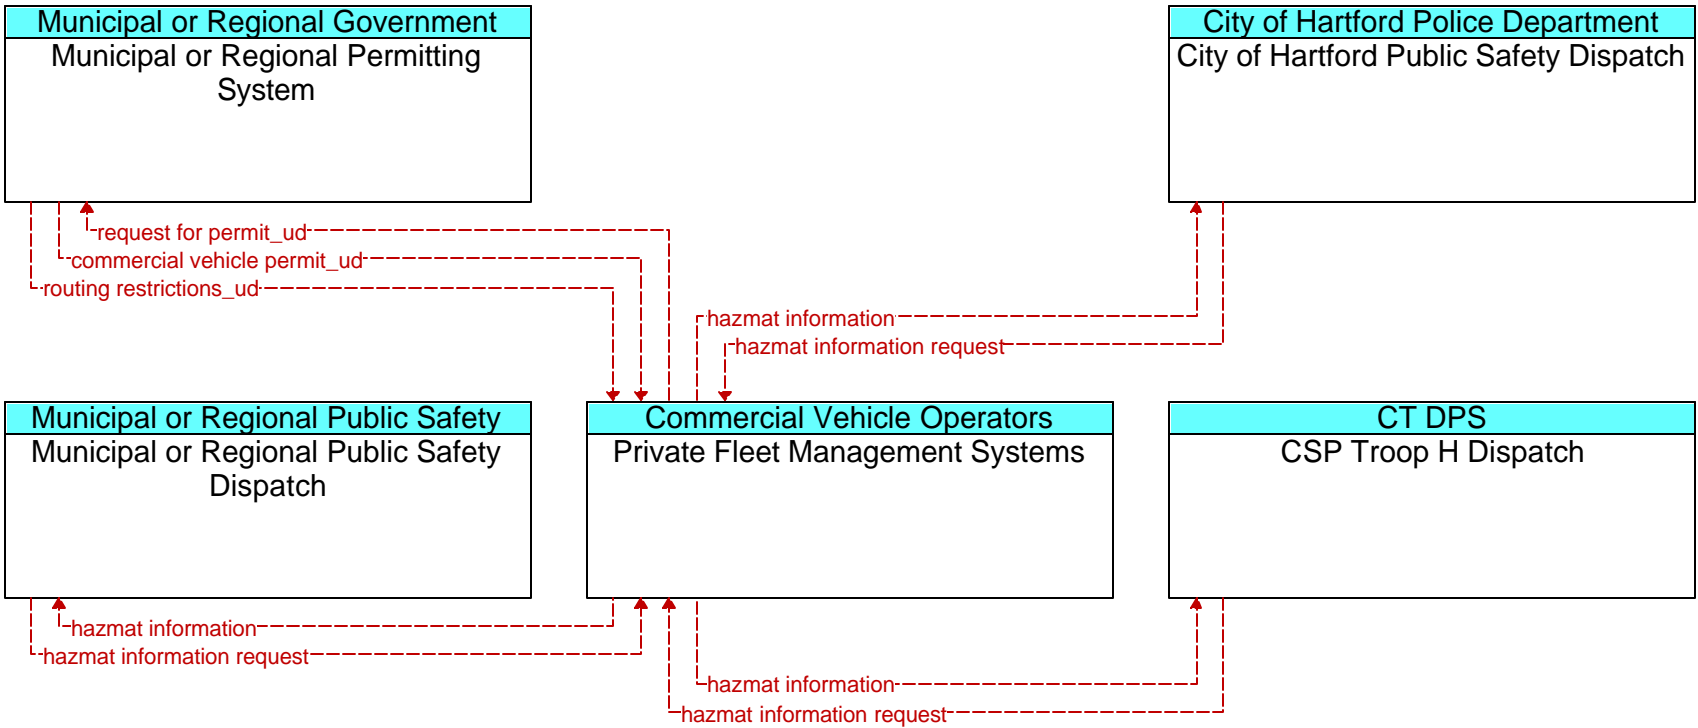 Municipal or Regional Government
Municipal or Regional Permitting
System
City of Hartford Police Department
City of Hartford Public Safety Dispatch
request for permit_ud
commercial vehicle permit_ud
routing restrictions_ud
hazmat information
hazmat information request
Municipal or Regional Public Safety
Municipal or Regional Public Safety
Dispatch
Commercial Vehicle Operators
Private Fleet Management Systems
CT DPS
CSP Troop H Dispatch
hazmat information
hazmat information request
hazmat information
hazmat information request